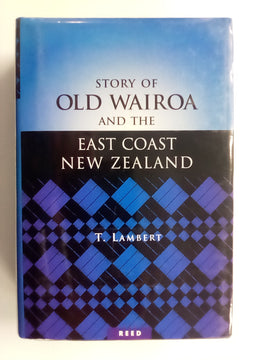 STORY OF
OLD WAIROA
AND THE
EAST COAST
NEW ZEALAND
T. LAMBERT
REED